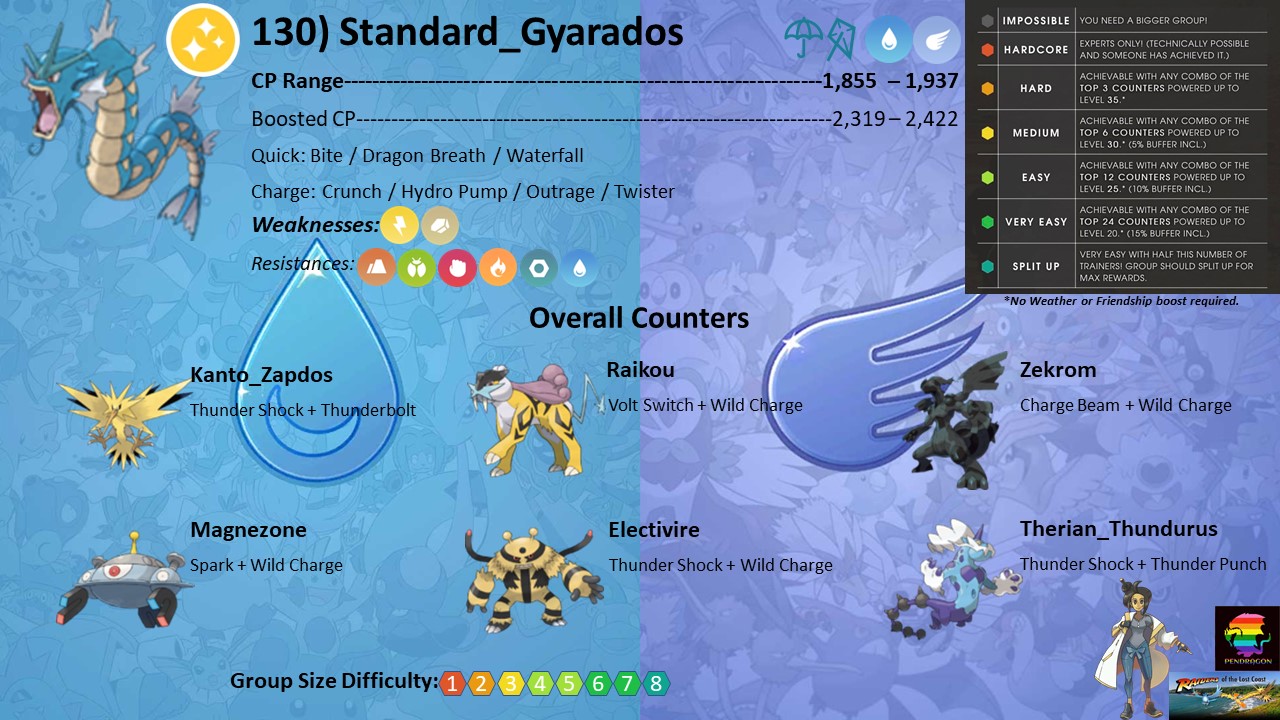 130) Standard_Gyarados
CP Range--------------------------------------------------------------------1,855 – 1,937
Boosted CP--------------------------------------------------------------------2,319 – 2,422
Quick: Bite / Dragon Breath / Waterfall
Charge: Crunch / Hydro Pump / Outrage / Twister
Weaknesses:
Resistances:
IMPOSSIBLE YOU NEED A BIGGER GROUP!
HARDCORE EXPERTS ONLY! (TECHNICALLY POSSIBLE
AND SOMEONE HAS ACHIEVED IT.)
HARD ACHIEVABLE WITH ANY COMBO OF THE
TOP 3 COUNTERS POWERED UP TO
LEVEL 35.*
MEDIUM ACHIEVABLE WITH ANY COMBO OF THE
TOP 6 COUNTERS POWERED UP TO
LEVEL 30.* (5% BUFFER INCL.)
EASY ACHIEVABLE WITH ANY COMBO OF THE
TOP 12 COUNTERS POWERED UP TO
LEVEL 25.* (10% BUFFER INCL.)
VERY EASY ACHIEVABLE WITH ANY COMBO OF THE
TOP 24 COUNTERS POWERED UP TO
LEVEL 20.* (15% BUFFER INCL.)
SPLIT UP VERY EASY WITH HALF THIS NUMBER OF
TRAINERS! GROUP SHOULD SPLIT UP FOR
MAX REWARDS.
*No Weather or Friendship boost required.
Overall Counters
Kanto_Zapdos
Thunder Shock + Thunderbolt
Raikou
Volt Switch + Wild Charge
Zekrom
Charge Beam + Wild Charge
Magnezone
Spark + Wild Charge
Electivire
Thunder Shock + Wild Charge
Therian_Thundurus
Thunder Shock + Thunder Punch
Group Size Difficulty: 1 2 3 4 5 6 7 8
PENDRAGON
RAIDERS of the Lost Coast